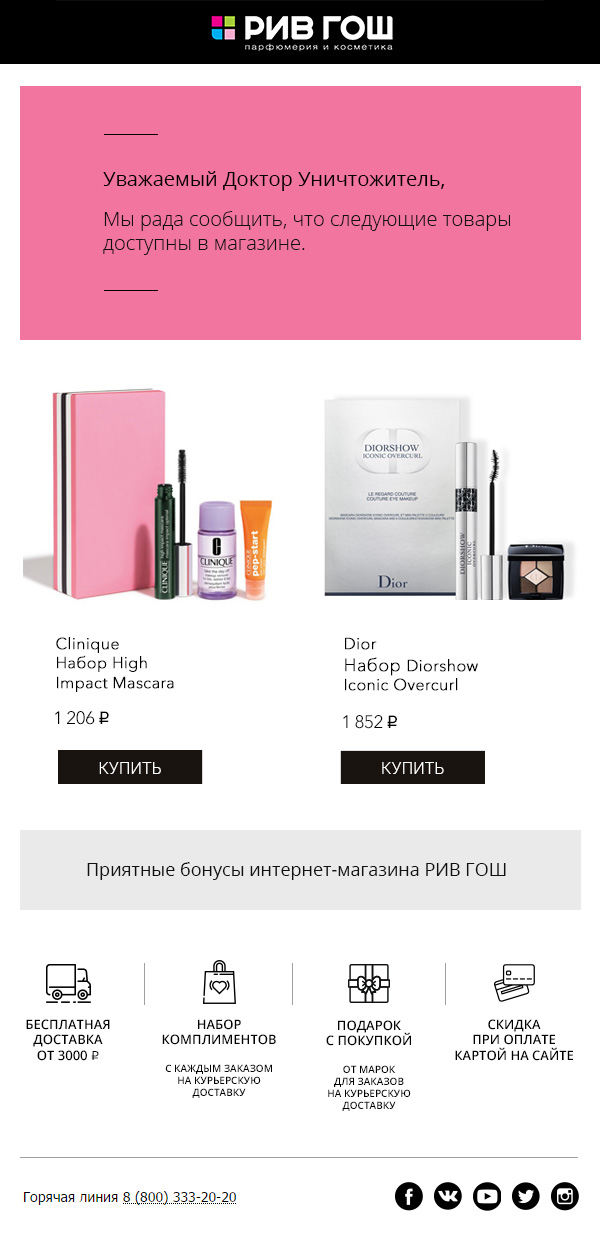 РИВ ГОШ
парфюмерия и косметика
Уважаемый Доктор Уничтожитель,
Мы рада сообщить, что следующие товары
доступны в магазине.
DIORSHOW
ICONIC OVERCURL
LE REGARD COUTURE
COUTURE EYE MAKEUP
Dior
DIORSHOW
ICONIC
high impact mascara
CLINIQUE
CLINIQUE
take the day off
makeup remover
CLINIQUE
pep-start
Clinique
Набор High
Impact Mascara
1 206 ₽
КУПИТЬ
Dior
Набор Diorshow
Iconic Overcurl
1 852 ₽
КУПИТЬ
Приятные бонусы интернет-магазина РИВ ГОШ
БЕСПЛАТНАЯ
ДОСТАВКА
ОТ 3000 ₽
НАБОР
КОМПЛИМЕНТОВ
С КАЖДЫМ ЗАКАЗОМ
НА КУРЬЕРСКУЮ
ДОСТАВКУ
ПОДАРОК
С ПОКУПКОЙ
ОТ МАРОК
ДЛЯ ЗАКАЗОВ
НА КУРЬЕРСКУЮ
ДОСТАВКУ
СКИДКА
ПРИ ОПЛАТЕ
КАРТОЙ НА САЙТЕ
Горячая линия 8 (800) 333-20-20